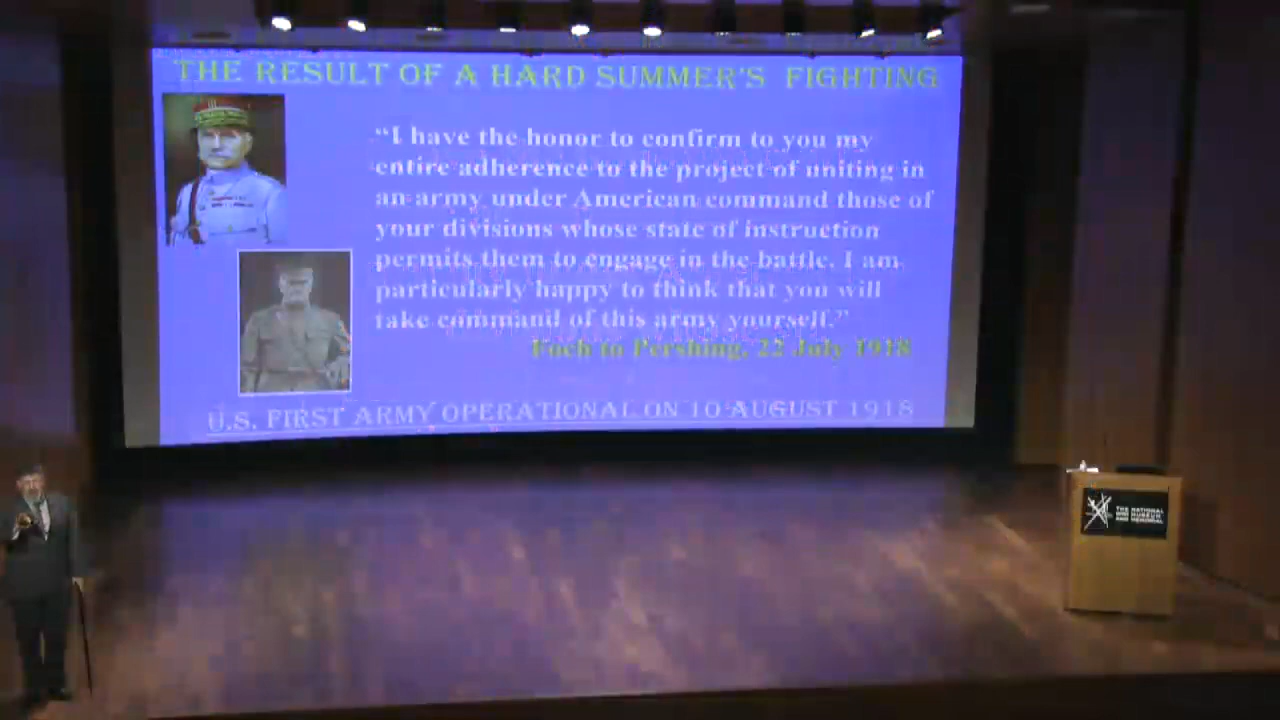 THE RESULT OF A HARD SUMMER'S FIGHTING
“I have the honor to confirm to you my
entire adherence to the project of uniting in
an army under American command those of
your divisions whose state of instruction
permits them to engage in the battle. I am
particularly happy to think that you will
take command of this army yourself.”
Foch to Pershing, 22 July 1918
U.S. FIRST ARMY OPERATIONAL ON 10 AUGUST 1918
THE NATIONAL
WWI MUSEUM
AND MEMORIAL